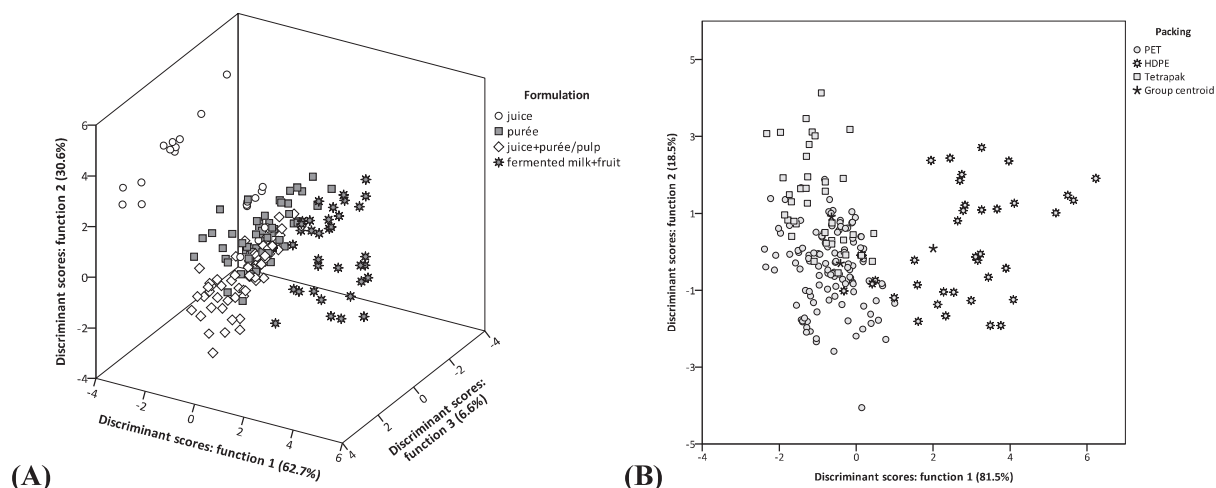 Formulation
juice
purée
juice+purée/pulp
fermented milk+fruit
Discriminant scores: function 2 (30.6%)
6
4
2
0
-2
-4
-4
-2
0
2
4
6
Discriminant scores: function 1 (62.7%)
4
2
0
-2
-4
Discriminant scores:
function 3 (6.6%)
(A)
Packing
PET
HDPE
Tetrapak
Group centroid
Discriminant scores: function 2 (18.5%)
5
3
1
-1
-3
-5
-4
-2
0
2
4
6
Discriminant scores: function 1 (81.5%)
(B)